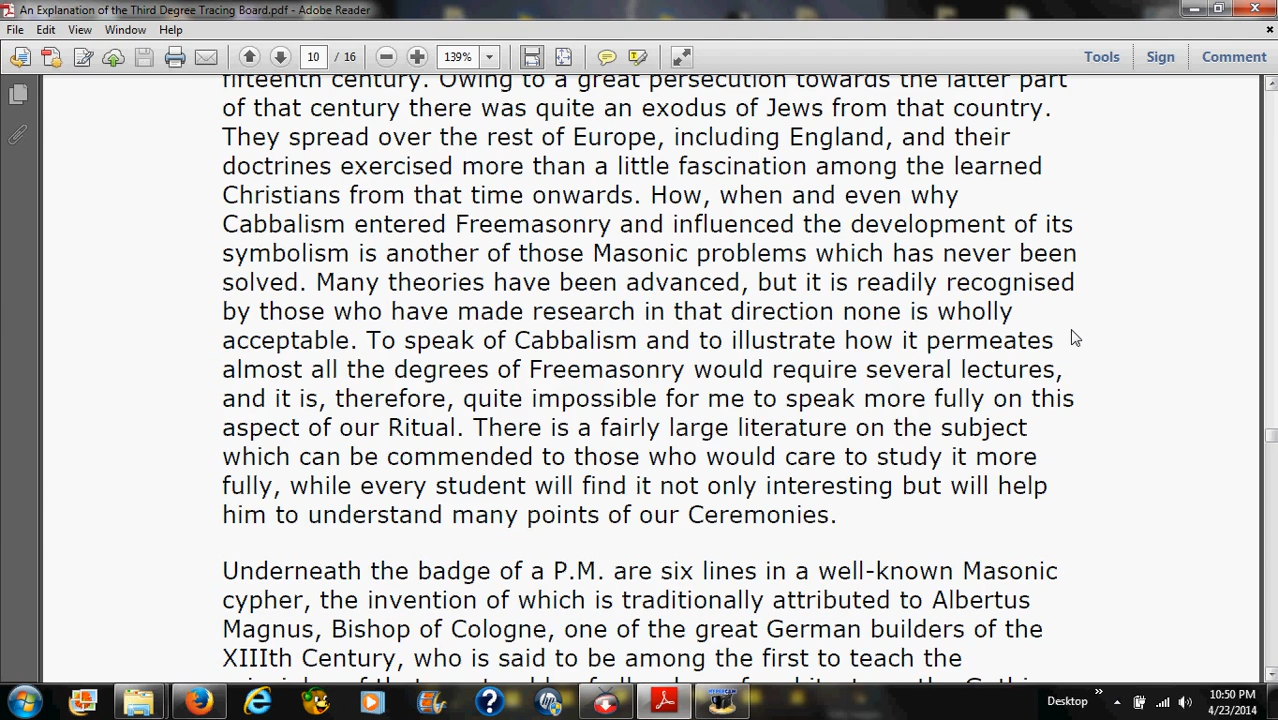 An Explanation of the Third Degree Tracing Board.pdf - Adobe Reader
File Edit View Window Help
10 / 16 139% Tools Sign Comment
fifteenth century. Owing to a great persecution towards the latter part
of that century there was quite an exodus of Jews from that country.
They spread over the rest of Europe, including England, and their
doctrines exercised more than a little fascination among the learned
Christians from that time onwards. How, when and even why
Cabbalism entered Freemasonry and influenced the development of its
symbolism is another of those Masonic problems which has never been
solved. Many theories have been advanced, but it is readily recognised
by those who have made research in that direction none is wholly
acceptable. To speak of Cabbalism and to illustrate how it permeates
almost all the degrees of Freemasonry would require several lectures,
and it is, therefore, quite impossible for me to speak more fully on this
aspect of our Ritual. There is a fairly large literature on the subject
which can be commended to those who would care to study it more
fully, while every student will find it not only interesting but will help
him to understand many points of our Ceremonies.
Underneath the badge of a P.M. are six lines in a well-known Masonic
cypher, the invention of which is traditionally attributed to Albertus
Magnus, Bishop of Cologne, one of the great German builders of the
XIIIth Century, who is said to be among the first to teach the
Desktop 10:50 PM
4/23/2014